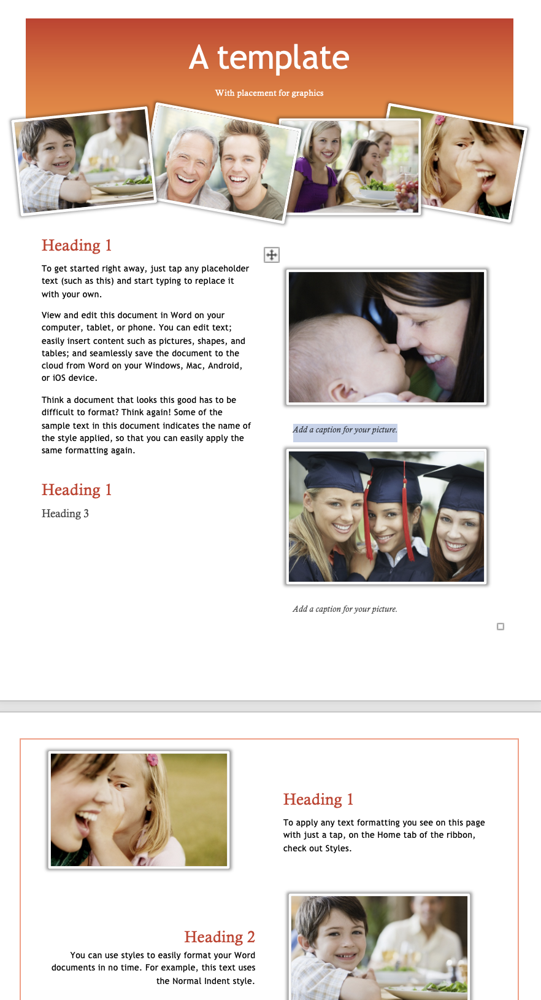 A template
With placement for graphics
Heading 1
To get started right away, just tap any placeholder
text (such as this) and start typing to replace it
with your own.
View and edit this document in Word on your
computer, tablet, or phone. You can edit text;
easily insert content such as pictures, shapes, and
tables; and seamlessly save the document to the
cloud from Word on your Windows, Mac, Android,
or iOS device.
Think a document that looks this good has to be
difficult to format? Think again! Some of the
sample text in this document indicates the name of
the style applied, so that you can easily apply the
same formatting again.
Heading 1
Heading 3
Add a caption for your picture.
Add a caption for your picture.
Heading 1
To apply any text formatting you see on this page
with just a tap, on the Home tab of the ribbon,
check out Styles.
Heading 2
You can use styles to easily format your Word
documents in no time. For example, this text uses
the Normal Indent style.